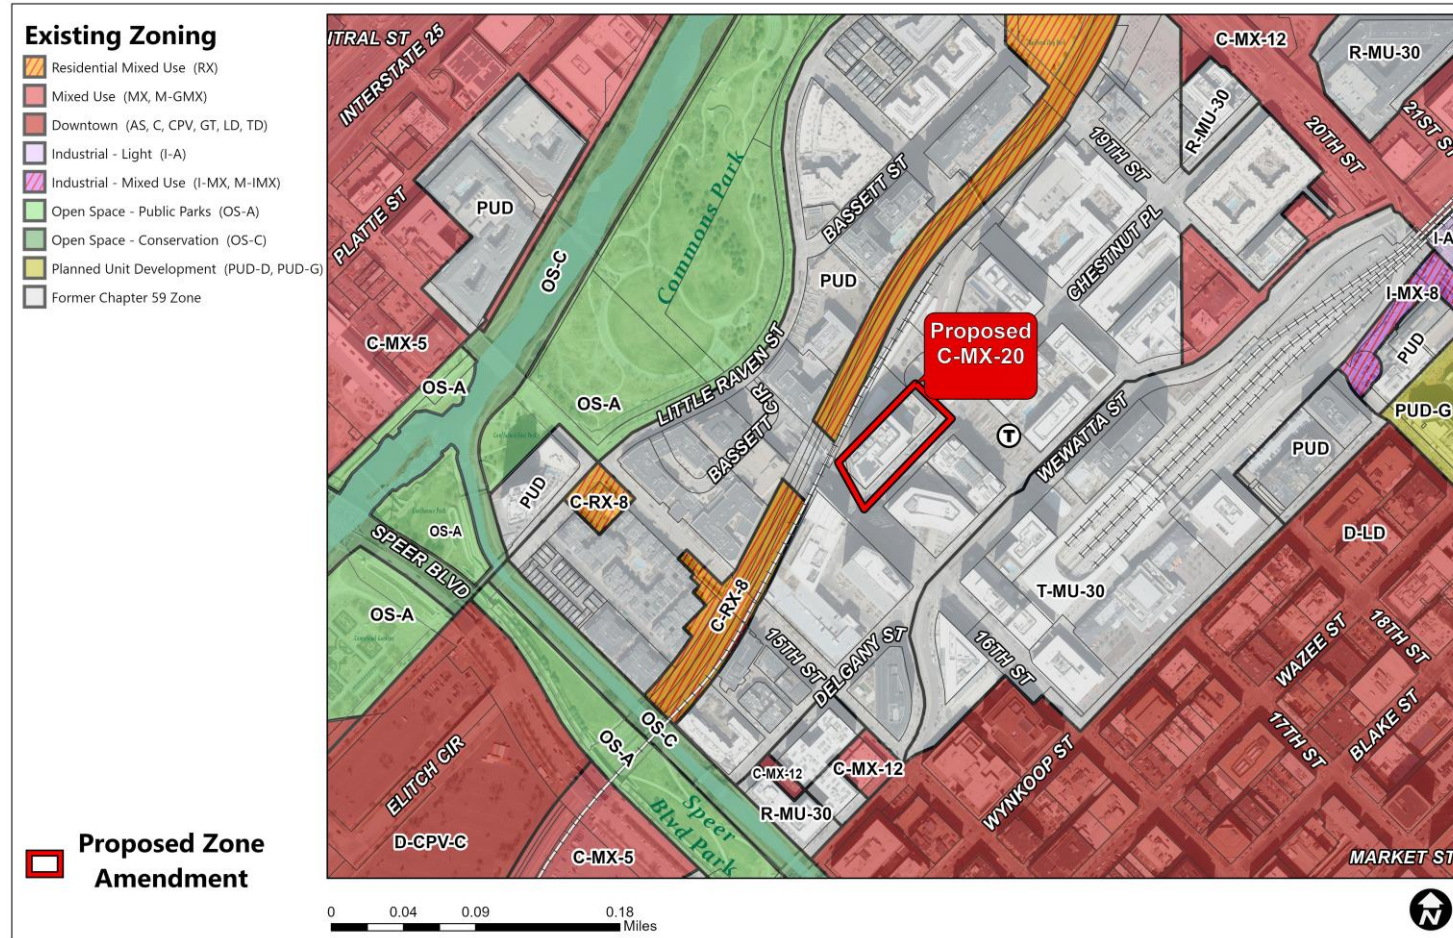 Existing Zoning
Residential Mixed Use (RX)
Mixed Use (MX, M-GMX)
Downtown (AS, C, CPV, GT, LD, TD)
Industrial - Light (I-A)
Industrial - Mixed Use (I-MX, M-IMX)
Open Space - Public Parks (OS-A)
Open Space - Conservation (OS-C)
Planned Unit Development (PUD-D, PUD-G)
Former Chapter 59 Zone
Proposed Zone
Amendment
ITRAL ST
INTERSTATE 25
PLATTE ST
PUD
OS-C
Commons Park
BASSETT ST
PUD
C-MX-12
R-MU-30
R-MU-30
21ST ST
20TH ST
19TH ST
CHESTNUT PL
I-A
I-MX-8
PUD
PUD-G
C-MX-5
OS-A
OS-A
LITTLE RAVEN ST
BASSETT CIR
Proposed
C-MX-20
T
WEWATTA ST
PUD
PUD
C-RX-8
OS-A
SPEER BLVD
OS-A
C-RX-8
D-LD
T-MU-30
15TH ST
DELGANY ST
16TH ST
WAZEE ST
18TH ST
17TH ST
BLAKE ST
WYNKOOP ST
OS-C
OS-A
C-MX-12
C-MX-12
R-MU-30
ELITCH CIR
D-CPV-C
C-MX-5
Speer
Blvd Park
MARKET ST
0 0.04 0.09 0.18
Miles
N